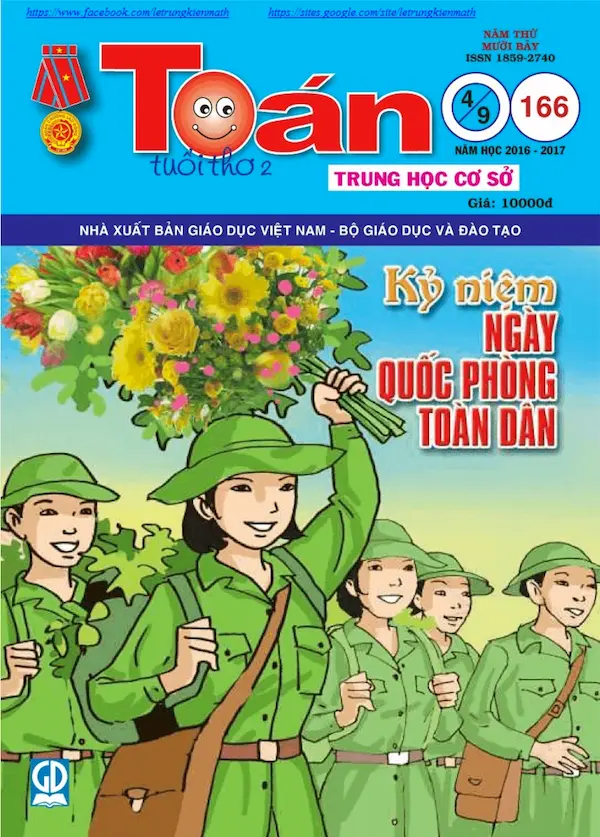 https://www.facebook.com/letrungkienmath
https://sites.google.com/site/letrungkienmath
NĂM THỨ
MƯỜI BẢY
ISSN 1859-2740
Toán
tuổi thơ 2
4/9
166
NĂM HỌC 2016 - 2017
TRUNG HỌC CƠ SỞ
Giá: 10000đ
NHÀ XUẤT BẢN GIÁO DỤC VIỆT NAM - BỘ GIÁO DỤC VÀ ĐÀO TẠO
Kỷ niệm
NGÀY
QUỐC PHÒNG
TOÀN DÂN
GD